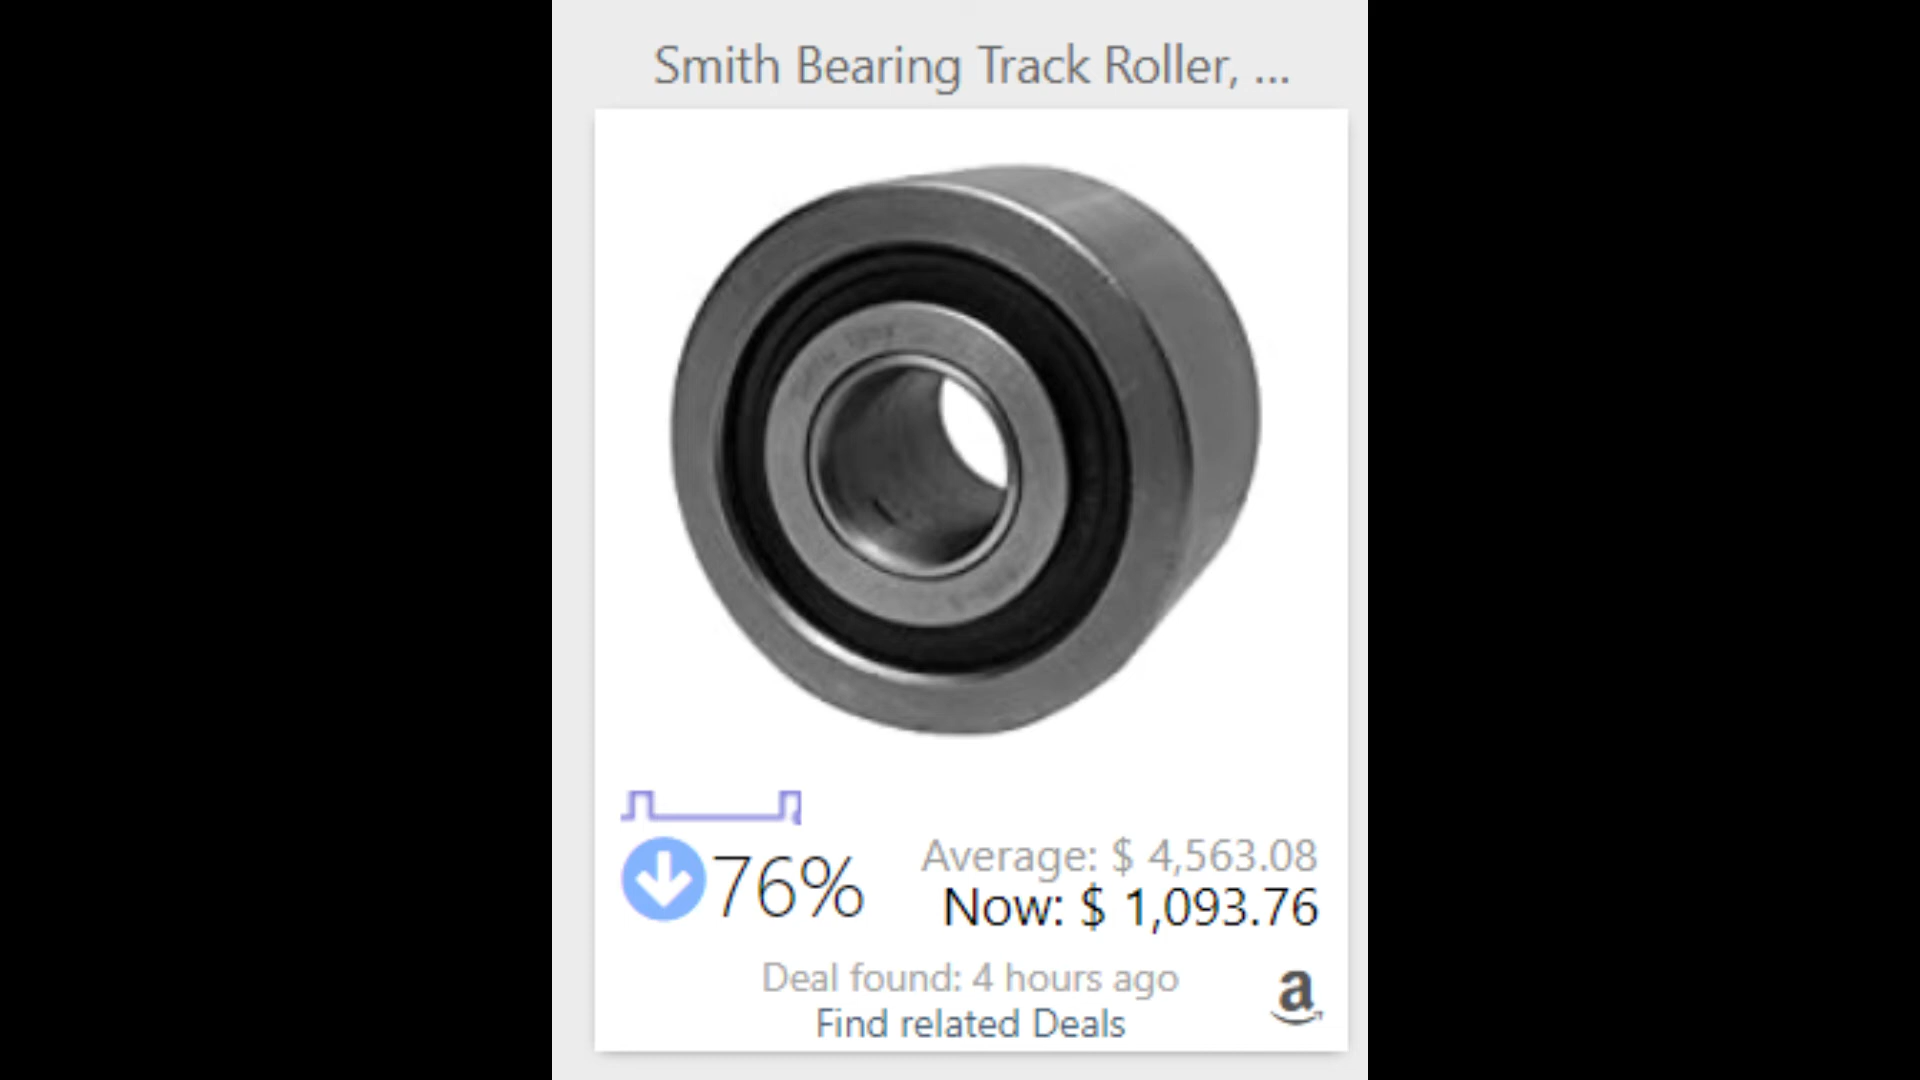 Smith Bearing Track Roller, ...
76%
Average: $ 4,563.08
Now: $ 1,093.76
Deal found: 4 hours ago
Find related Deals